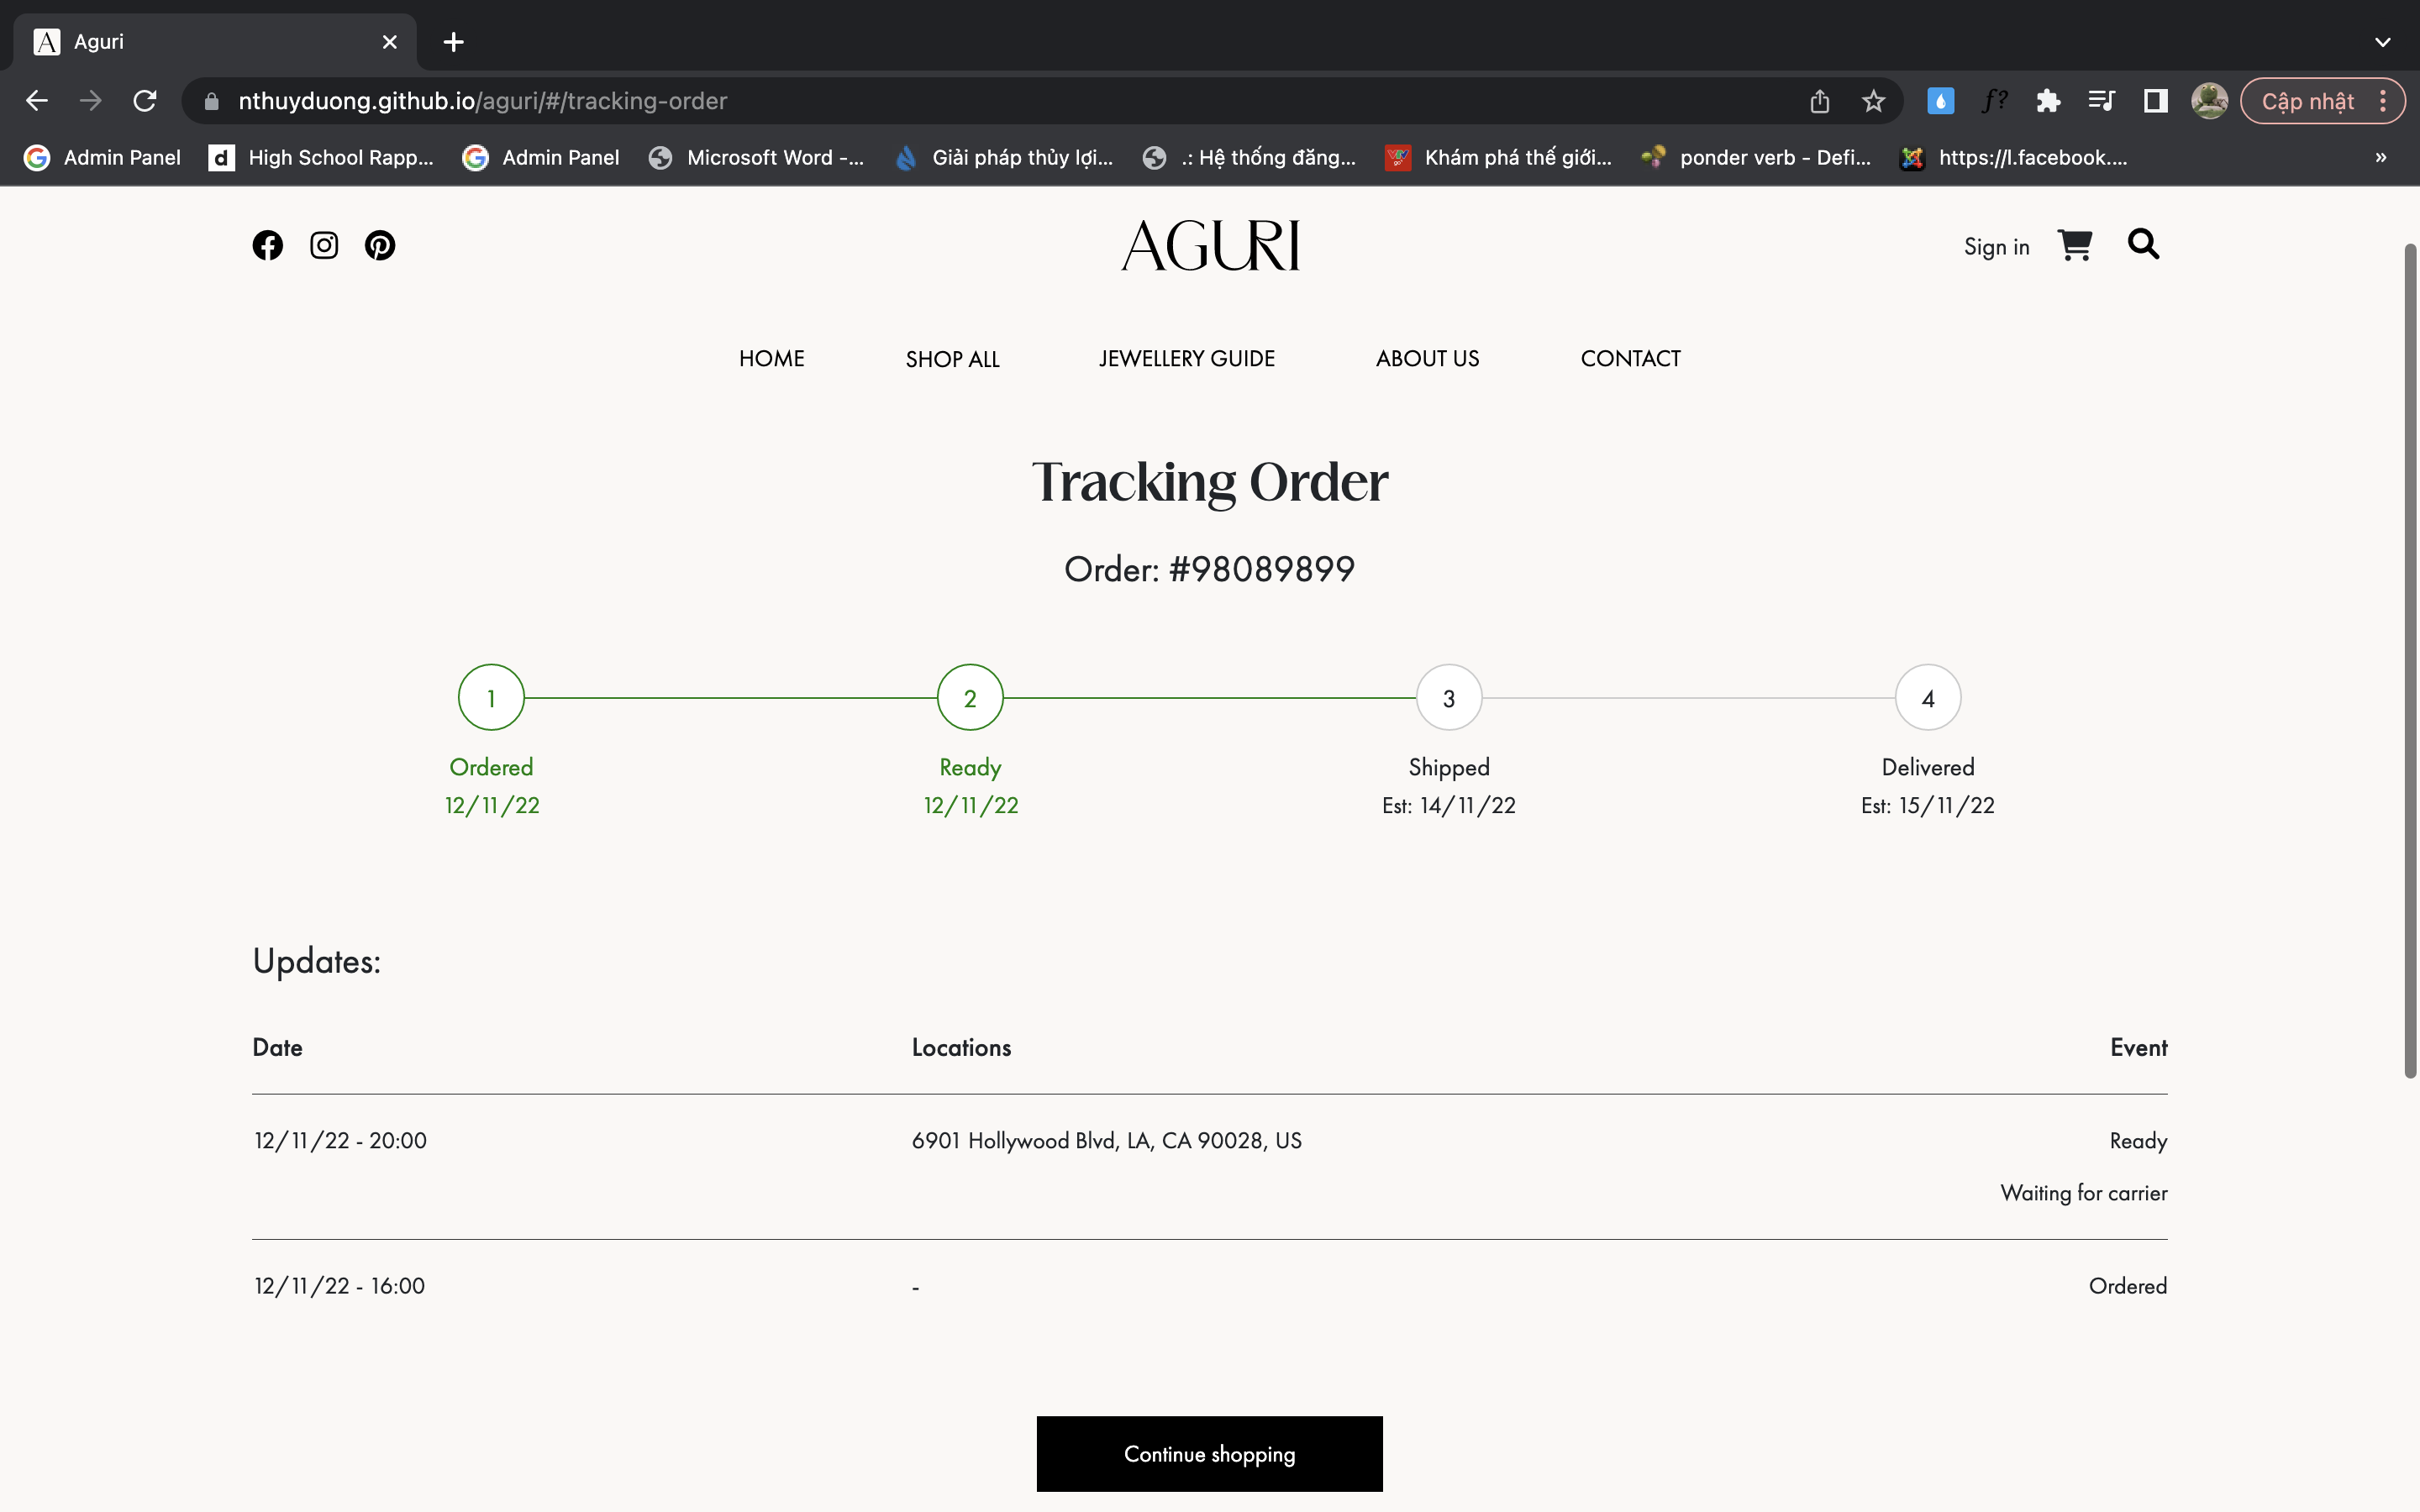 Aguri
nthuyduong.github.io/aguri/#/tracking-order
Cập nhật
Admin Panel
High School Rapp...
Admin Panel
Microsoft Word -...
Giải pháp thủy lợi...
.: Hệ thống đăng...
Khám phá thế giới...
ponder verb - Defi...
https://l.facebook....
»
AGURI
Sign in
HOME
SHOP ALL
JEWELLERY GUIDE
ABOUT US
CONTACT
Tracking Order
Order: #98089899
1
2
3
4
Ordered
Ready
Shipped
Delivered
12/11/22
12/11/22
Est: 14/11/22
Est: 15/11/22
Updates:
Date
Locations
Event
12/11/22 - 20:00
6901 Hollywood Blvd, LA, CA 90028, US
Ready
Waiting for carrier
12/11/22 - 16:00
-
Ordered
Continue shopping